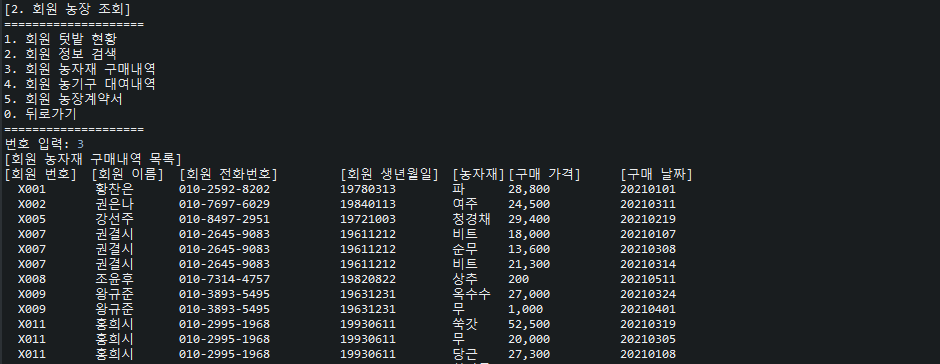 [2. 회원 농장 조회]
====================
1. 회원 텃밭 현황
2. 회원 정보 검색
3. 회원 농자재 구매내역
4. 회원 농기구 대여내역
5. 회원 농장계약서
0. 뒤로가기
====================
번호 입력: 3
[회원 농자재 구매내역 목록]
[회원 번호] [회원 이름] [회원 전화번호] [회원 생년월일] [농자재] [구매 가격] [구매 날짜]
X001 황찬은 010-2592-8202 19780313 파 28,800 20210101
X002 권은나 010-7697-6029 19840113 여주 24,500 20210311
X005 강선주 010-8497-2951 19721003 청경채 29,400 20210219
X007 권결시 010-2645-9083 19611212 비트 18,000 20210107
X007 권결시 010-2645-9083 19611212 순무 13,600 20210308
X007 권결시 010-2645-9083 19611212 비트 21,300 20210314
X008 조윤후 010-7314-4757 19820822 상추 200 20210511
X009 왕규준 010-3893-5495 19631231 옥수수 27,000 20210324
X009 왕규준 010-3893-5495 19631231 무 1,000 20210401
X011 홍희시 010-2995-1968 19930611 쑥갓 52,500 20210319
X011 홍희시 010-2995-1968 19930611 무 20,000 20210305
X011 홍희시 010-2995-1968 19930611 당근 27,300 20210108